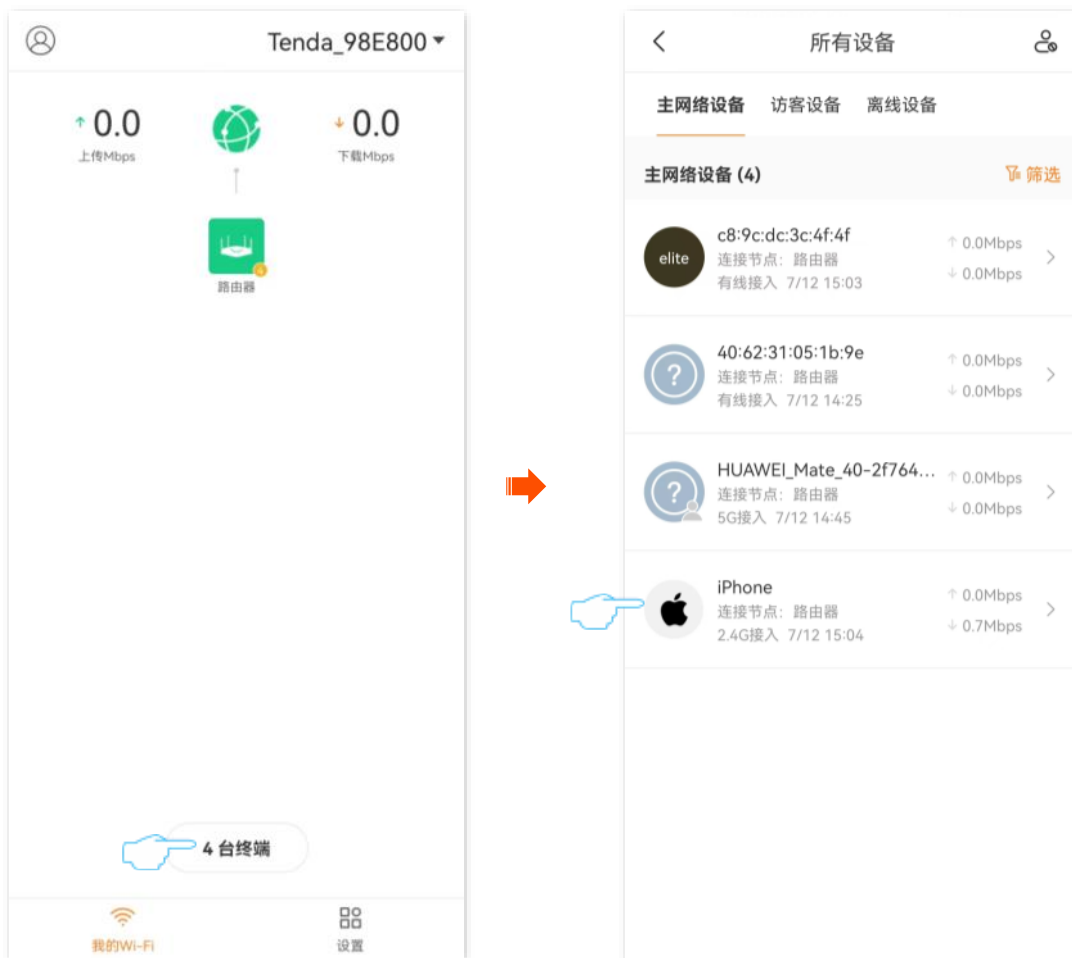 Tenda_98E800
0.0
上传Mbps
0.0
下载Mbps
4
路由器
4 台终端
我的Wi-Fi
设置
所有设备
主网络设备 访客设备 离线设备
主网络设备 (4)
筛选
elite
c8:9c:dc:3c:4f:4f
连接节点：路由器
有线接入 7/12 15:03
↑ 0.0Mbps
↓ 0.0Mbps
?
40:62:31:05:1b:9e
连接节点：路由器
有线接入 7/12 14:25
↑ 0.0Mbps
↓ 0.0Mbps
?
HUAWEI_Mate_40-2f764...
连接节点：路由器
5G接入 7/12 14:45
↑ 0.0Mbps
↓ 0.0Mbps
iPhone
连接节点：路由器
2.4G接入 7/12 15:04
↑ 0.0Mbps
↓ 0.7Mbps